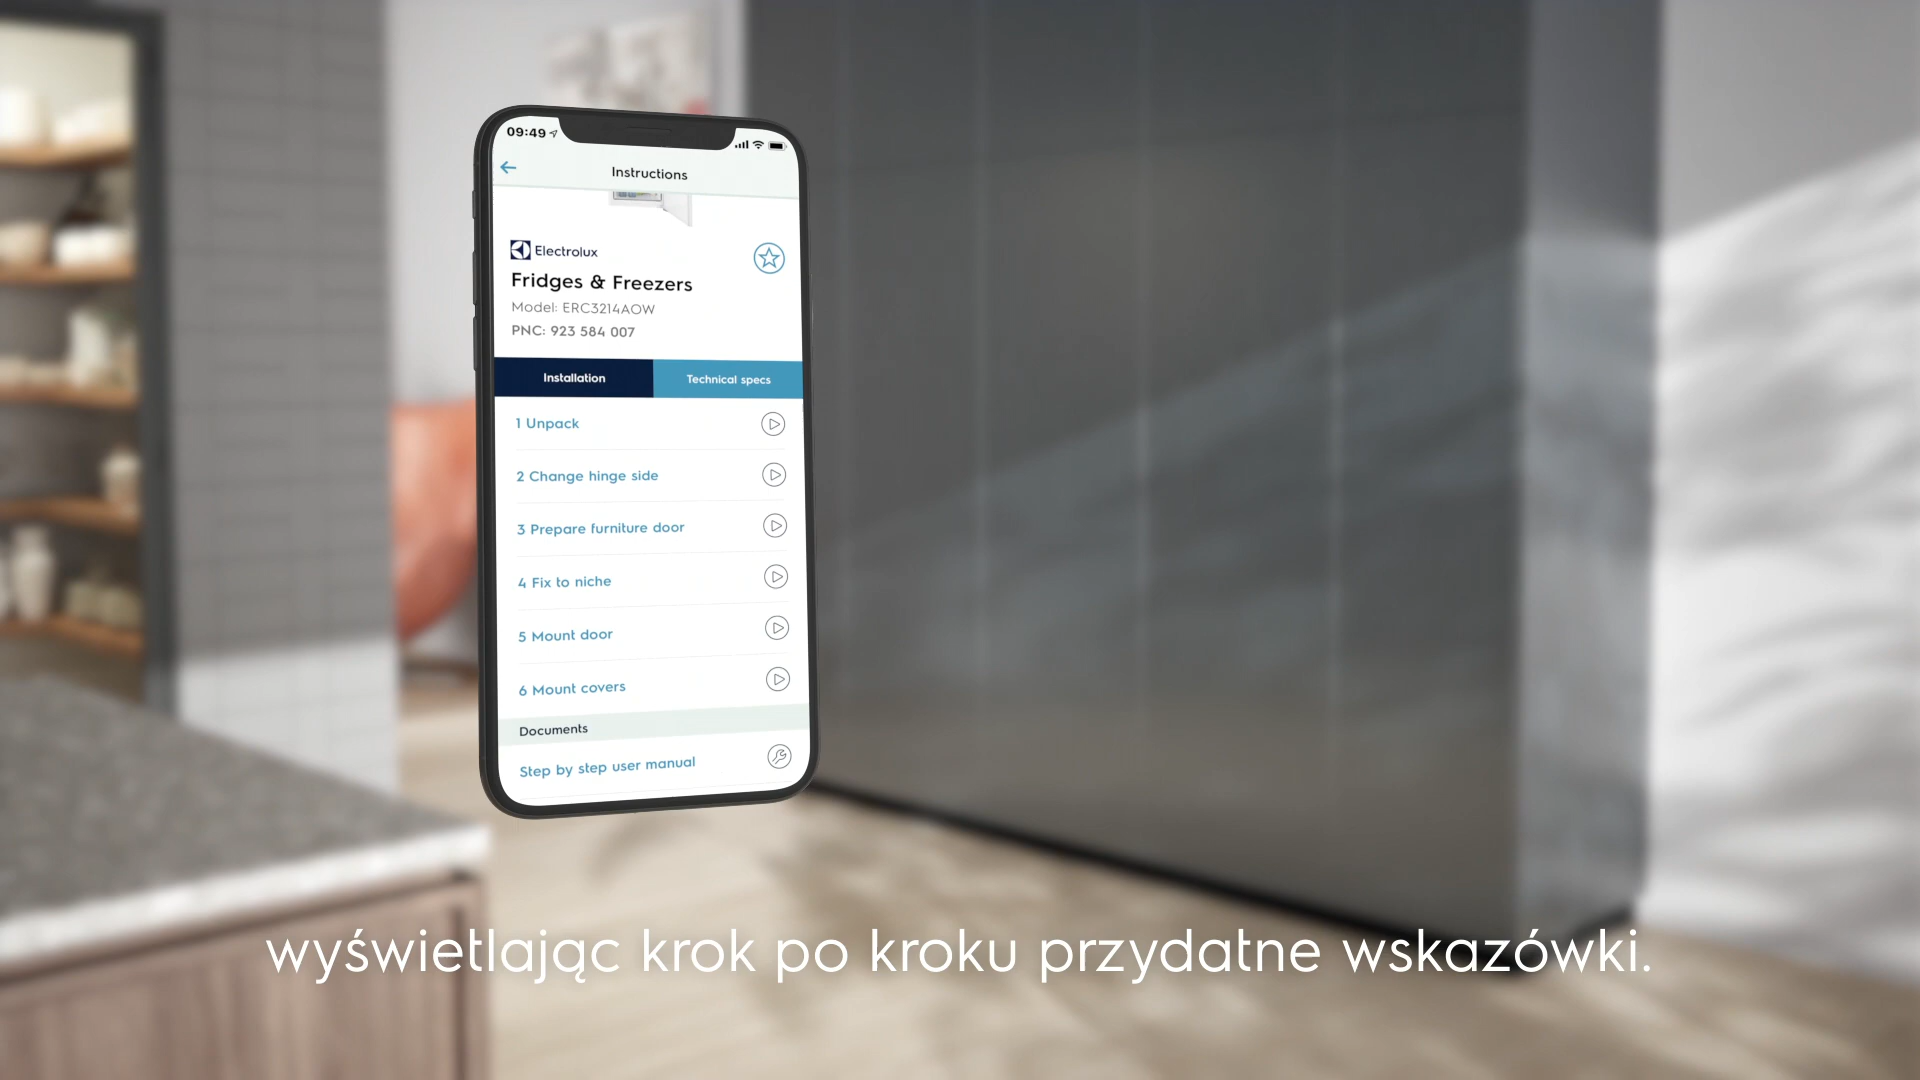 09:49
Instructions
Electrolux
Fridges & Freezers
Model: ERC3214AOW
PNC: 923 584 007
Installation
Technical specs
1 Unpack
2 Change hinge side
3 Prepare furniture door
4 Fix to niche
5 Mount door
6 Mount covers
Documents
Step by step user manual
wyświetlając krok po kroku przydatne wskazówki.